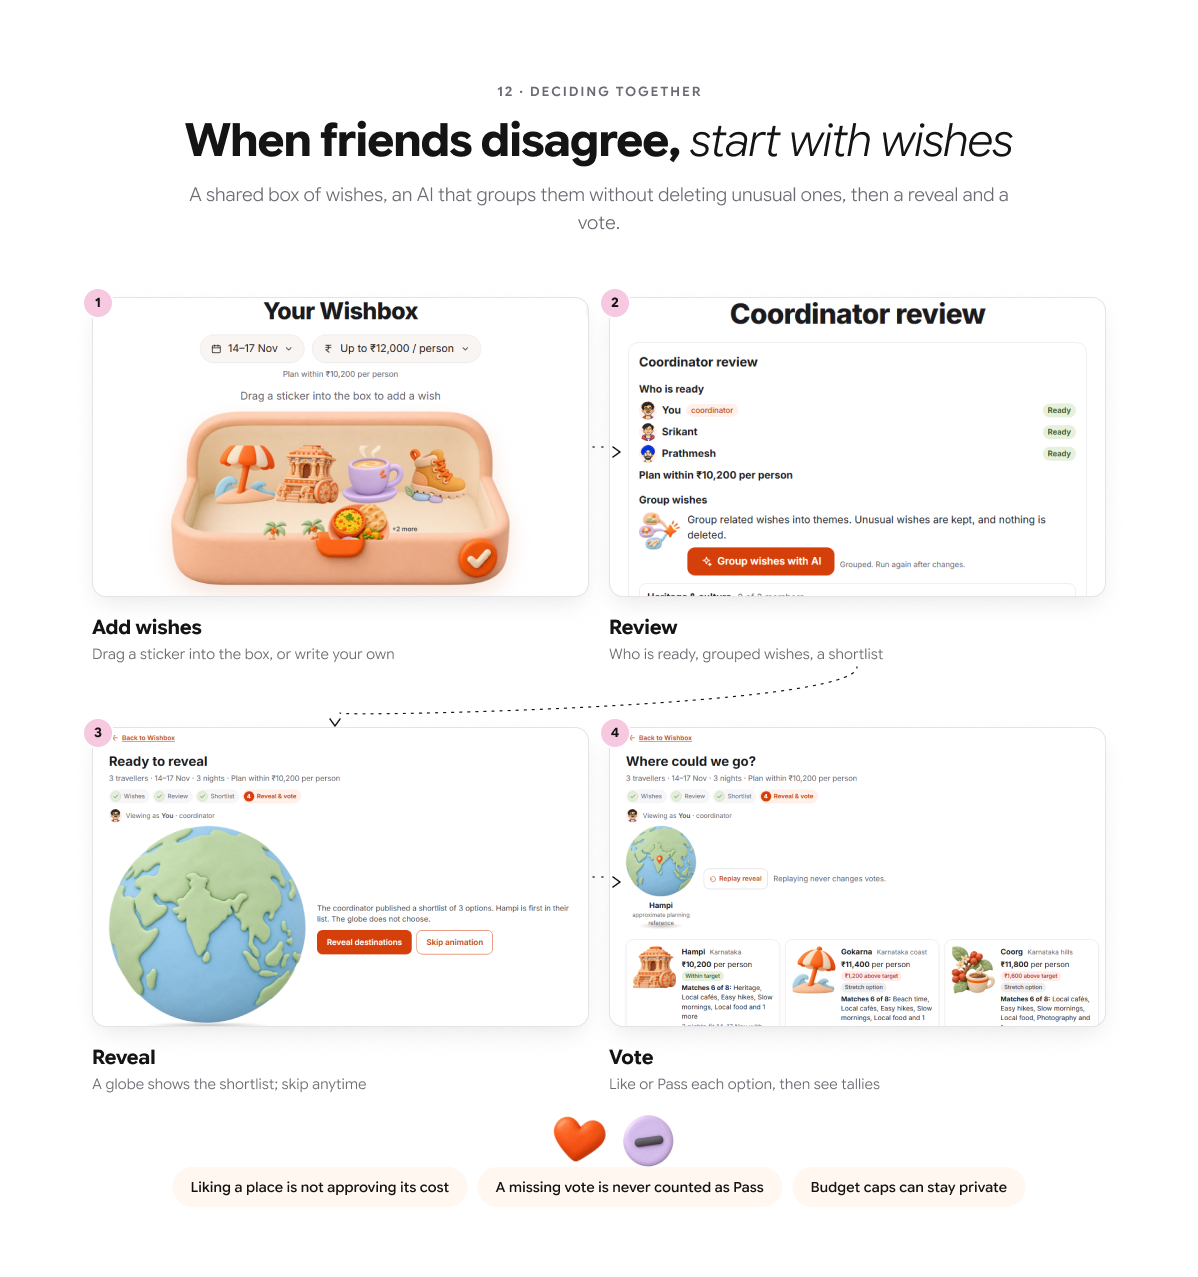 12 · DECIDING TOGETHER
When friends disagree, start with wishes
A shared box of wishes, an AI that groups them without deleting unusual ones, then a reveal and a
vote.
1
Your Wishbox
14–17 Nov
₹ Up to ₹12,000 / person
Plan within ₹10,200 per person
Drag a sticker into the box to add a wish
+2 more
Add wishes
Drag a sticker into the box, or write your own
2
Coordinator review
Coordinator review
Who is ready
You coordinator Ready
Srikant Ready
Prathmesh Ready
Plan within ₹10,200 per person
Group wishes
Group related wishes into themes. Unusual wishes are kept, and nothing is
deleted.
Group wishes with AI
Grouped. Run again after changes.
Heritage & culture 2 of 3 members
Review
Who is ready, grouped wishes, a shortlist
3
Back to Wishbox
Ready to reveal
3 travellers · 14–17 Nov · 3 nights · Plan within ₹10,200 per person
Wishes Review Shortlist 4 Reveal & vote
Viewing as You · coordinator
The coordinator published a shortlist of 3 options. Hampi is first in their
list. The globe does not choose.
Reveal destinations Skip animation
Reveal
A globe shows the shortlist; skip anytime
4
Back to Wishbox
Where could we go?
3 travellers · 14–17 Nov · 3 nights · Plan within ₹10,200 per person
Wishes Review Shortlist 4 Reveal & vote
Viewing as You · coordinator
Replay reveal Replaying never changes votes.
Hampi
approximate planning
reference
Hampi Karnataka
₹10,200 per person
Within target
Matches 6 of 8: Heritage,
Local cafés, Easy hikes, Slow
mornings, Local food and 1
more
Gokarna Karnataka coast
₹11,400 per person
₹1,200 above target
Stretch option
Matches 6 of 8: Beach time,
Local cafés, Easy hikes, Slow
mornings, Local food and 1
Coorg Karnataka hills
₹11,800 per person
₹1,600 above target
Stretch option
Matches 6 of 8: Local cafés,
Easy hikes, Slow mornings,
Local food, Photography and
Vote
Like or Pass each option, then see tallies
Liking a place is not approving its cost
A missing vote is never counted as Pass
Budget caps can stay private